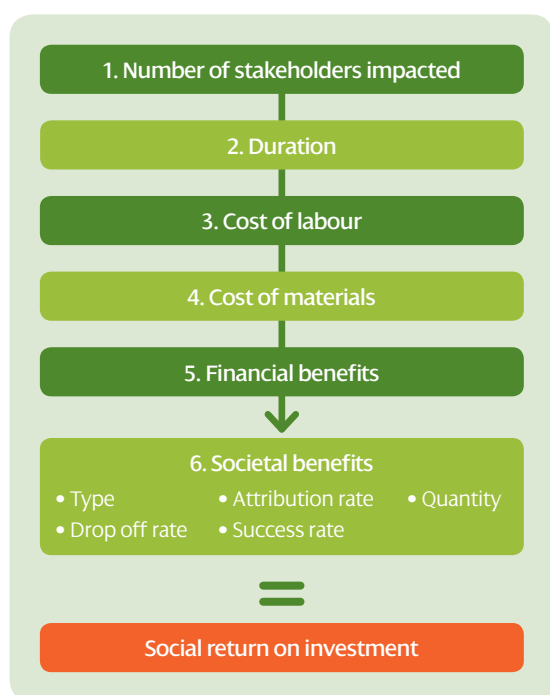 1. Number of stakeholders impacted
2. Duration
3. Cost of labour
4. Cost of materials
5. Financial benefits
6. Societal benefits
• Type • Attribution rate • Quantity
• Drop off rate • Success rate
=
Social return on investment